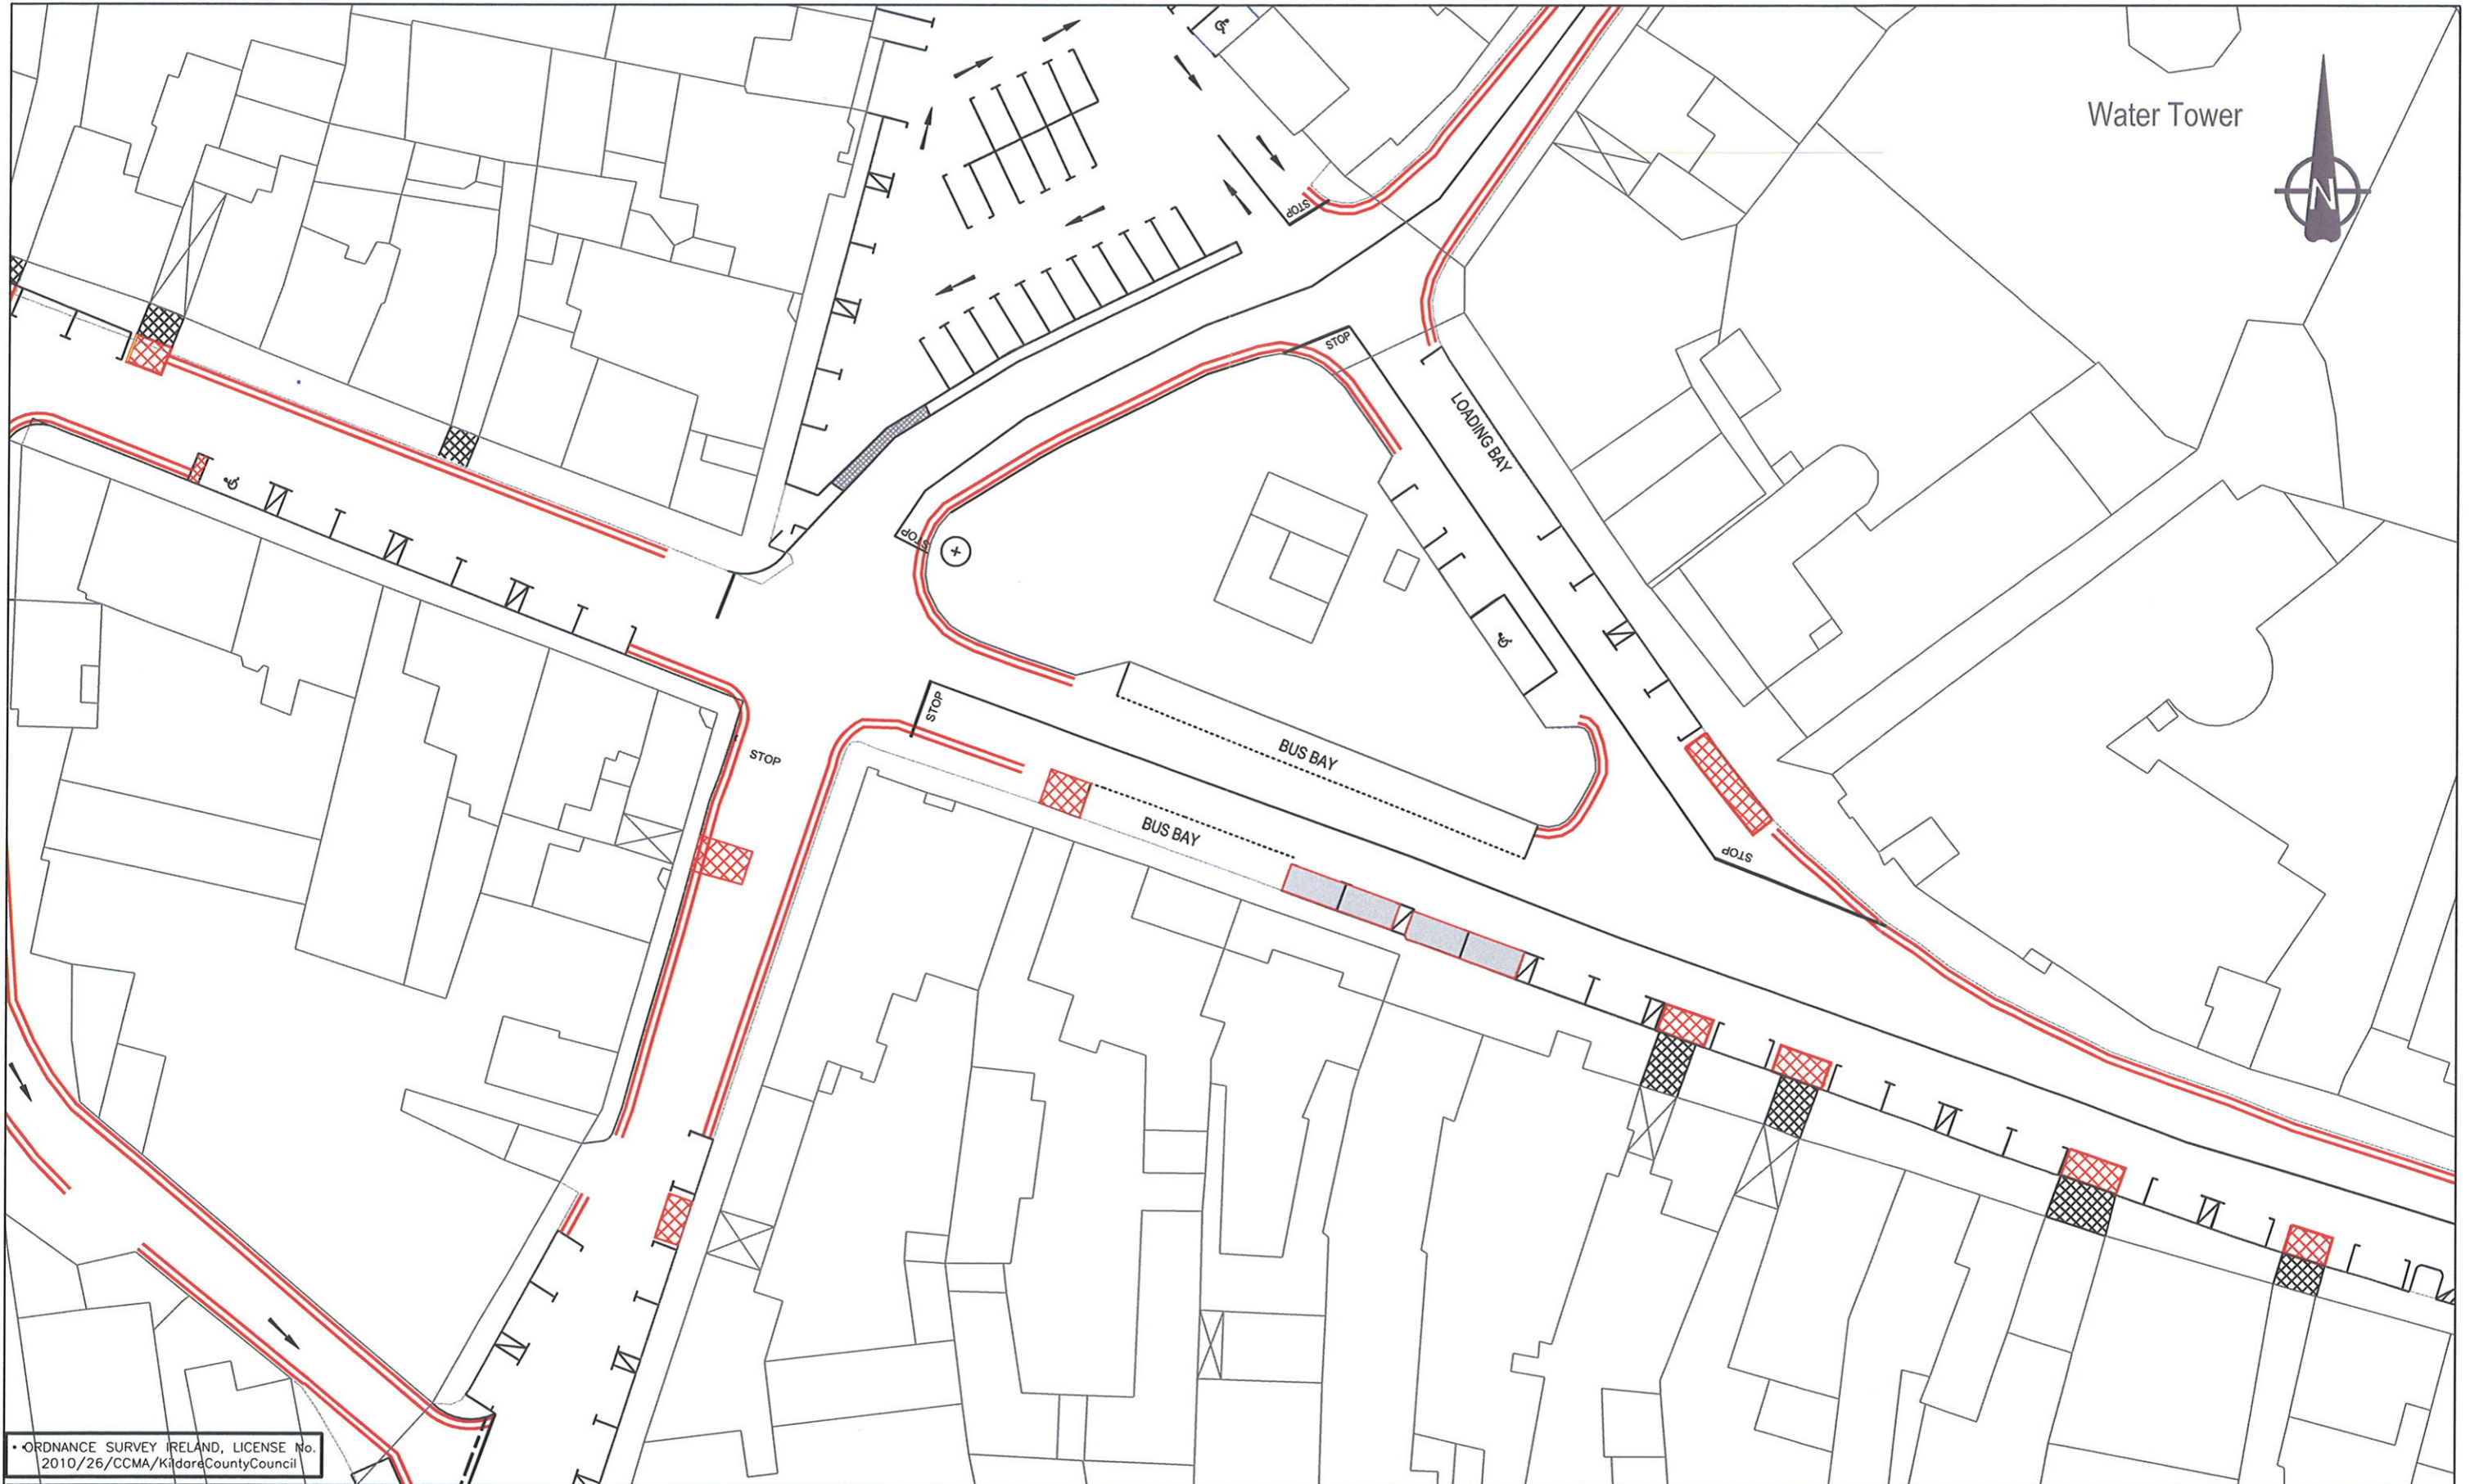 Water Tower
N
STOP
STOP
LOADING BAY
STOP
STOP
STOP
BUS BAY
BUS BAY
STOP
ORDNANCE SURVEY IRELAND, LICENSE No.
2010/26/CCMA/KildareCountyCouncil